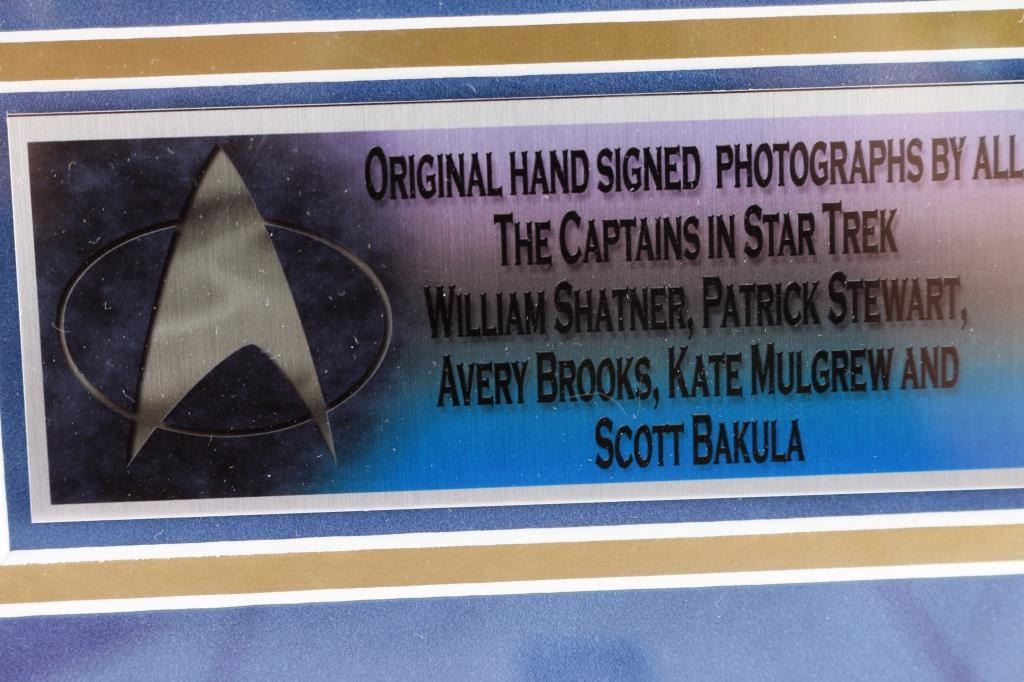 ORIGINAL HAND SIGNED PHOTOGRAPHS BY ALL
THE CAPTAINS IN STAR TREK
WILLIAM SHATNER, PATRICK STEWART,
AVERY BROOKS, KATE MULGREW AND
SCOTT BAKULA